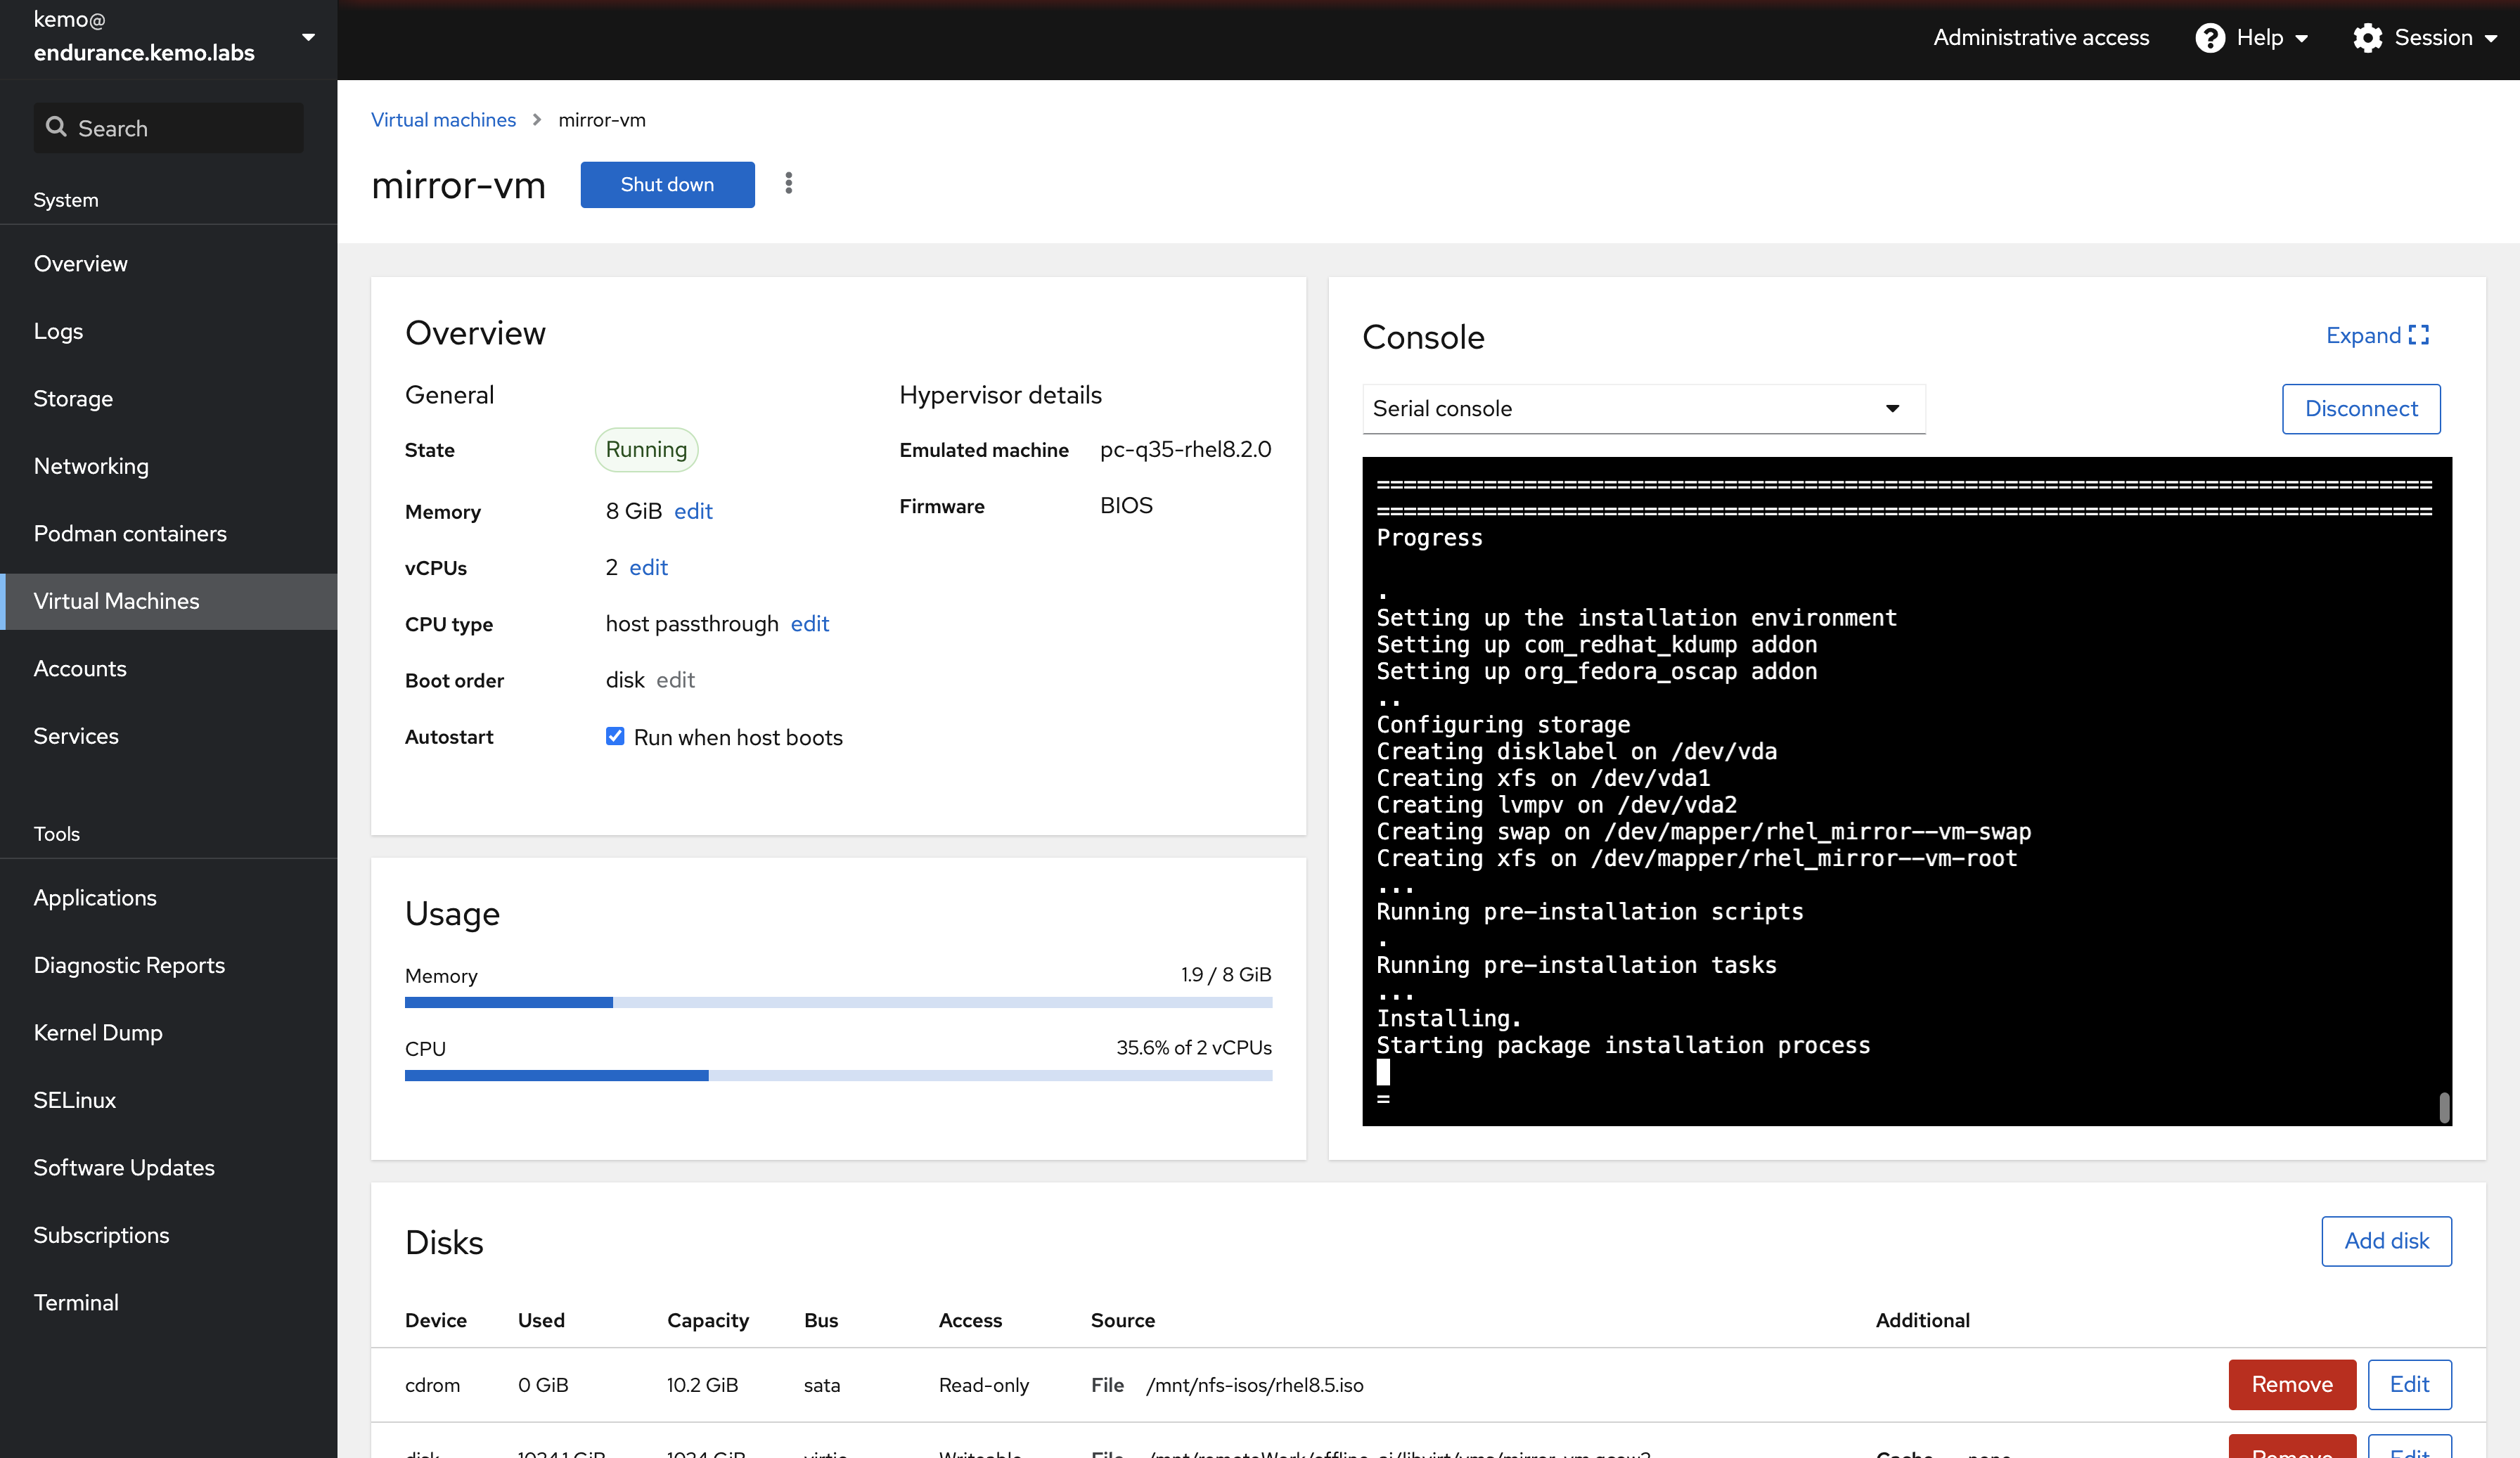 kemo@
endurance.kemo.labs
Administrative access
Help
Session
Search
System
Overview
Logs
Storage
Networking
Podman containers
Virtual Machines
Accounts
Services
Tools
Applications
Diagnostic Reports
Kernel Dump
SELinux
Software Updates
Subscriptions
Terminal
Virtual machines > mirror-vm
mirror-vm
Shut down
Overview
General
State Running
Memory 8 GiB edit
vCPUs 2 edit
CPU type host passthrough edit
Boot order disk edit
Autostart Run when host boots
Hypervisor details
Emulated machine pc-q35-rhel8.2.0
Firmware BIOS
Usage
Memory 1.9 / 8 GiB
CPU 35.6% of 2 vCPUs
Console
Expand
Serial console
Disconnect
===============================================================================
===============================================================================
Progress
.
Setting up the installation environment
Setting up com_redhat_kdump addon
Setting up org_fedora_oscap addon
..
Configuring storage
Creating disklabel on /dev/vda
Creating xfs on /dev/vda1
Creating lvmpv on /dev/vda2
Creating swap on /dev/mapper/rhel_mirror--vm-swap
Creating xfs on /dev/mapper/rhel_mirror--vm-root
...
Running pre-installation scripts
.
Running pre-installation tasks
...
Installing.
Starting package installation process
=
Disks
Add disk
Device Used Capacity Bus Access Source Additional
cdrom 0 GiB 10.2 GiB sata Read-only File /mnt/nfs-isos/rhel8.5.iso Remove Edit
disk virtio Writeable File Cache none Remove Edit